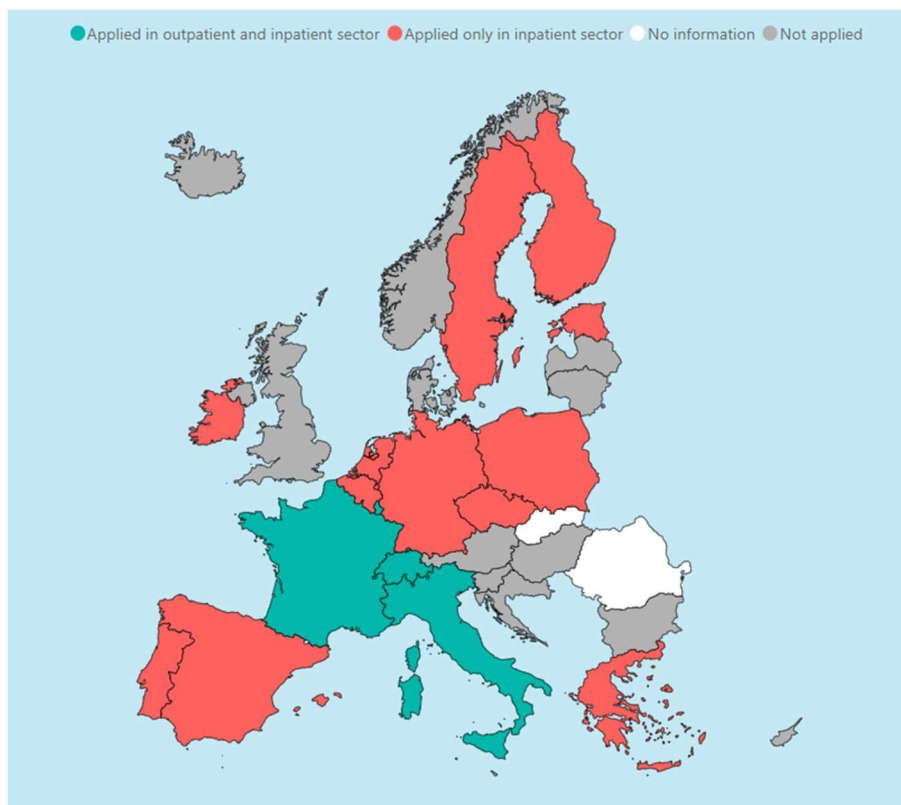 Applied in outpatient and inpatient sector Applied only in inpatient sector No information Not applied